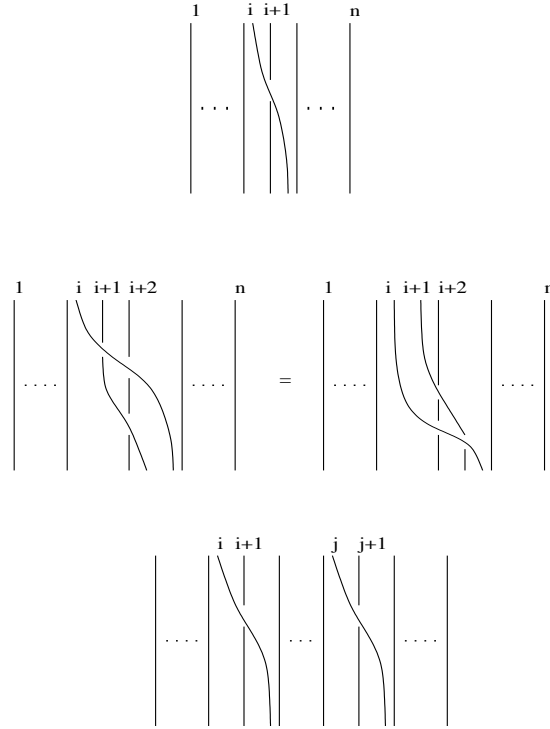 1 i i+1 n
. . . . . .
1 i i+1 i+2 n 1 i i+1 i+2 n
. . . . . . . . = . . . . . . . .
i i+1 j j+1
. . . . . . . . . . .